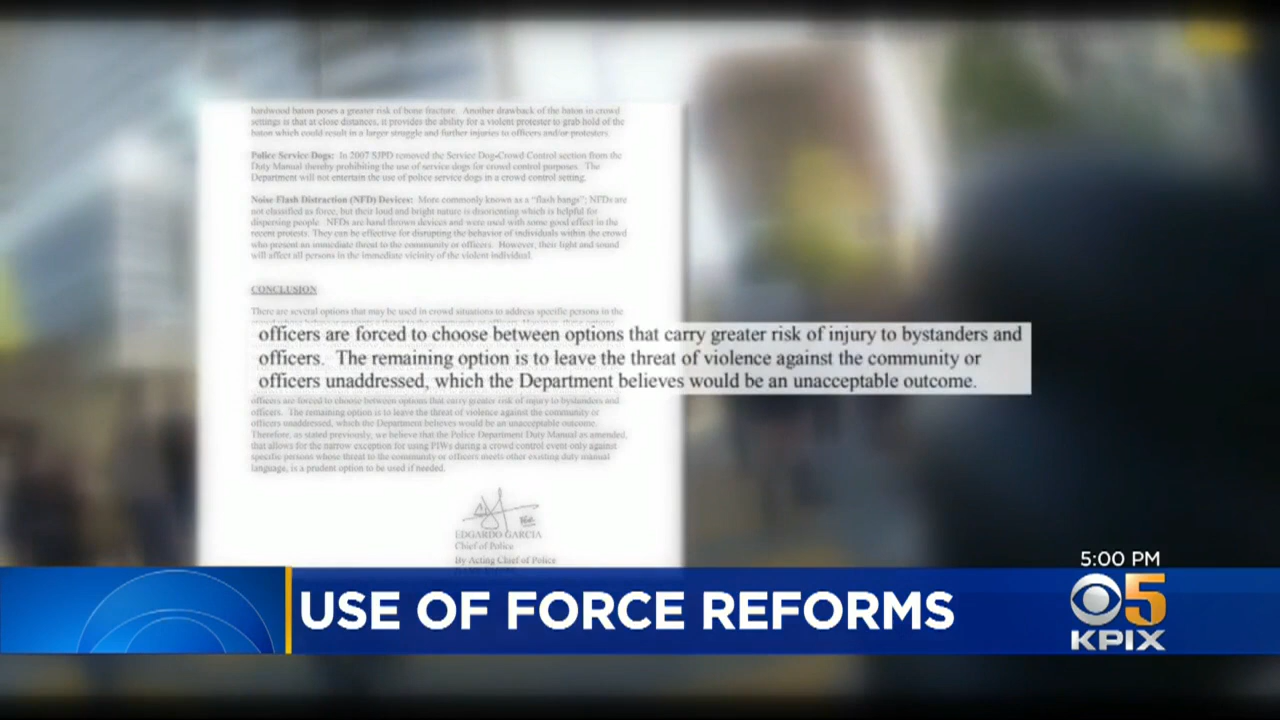 hardwood baton poses a greater risk of bone fracture. Another drawback of the baton in crowd
settings is that at close distances, it provides the ability for a violent protester to grab hold of the
baton which could result in a larger struggle and further injuries to officers and/or protesters.
Police Service Dogs: In 2007 SJPD removed the Service Dog-Crowd Control section from the
Duty Manual thereby prohibiting the use of service dogs for crowd control purposes. The
Department will not entertain the use of police service dogs in a crowd control setting.
Noise Flash Distraction (NFD) Devices: More commonly known as a "flash bangs"; NFDs are
not classified as force, but their loud and bright nature is disorienting which is helpful for
dispersing people. NFDs are hand thrown devices and were used with some good effect in the
recent protests. They can be effective for disrupting the behavior of individuals within the crowd
who present an immediate threat to the community or officers. However, their light and sound
will affect all persons in the immediate vicinity of the violent individual.
CONCLUSION
There are several options that may be used in crowd situations to address specific persons in the
officers are forced to choose between options that carry greater risk of injury to bystanders and
officers. The remaining option is to leave the threat of violence against the community or
officers unaddressed, which the Department believes would be an unacceptable outcome.
officers are forced to choose between options that carry greater risk of injury to bystanders and
officers. The remaining option is to leave the threat of violence against the community or
officers unaddressed, which the Department believes would be an unacceptable outcome.
Therefore, as stated previously, we believe that the Police Department Duty Manual as amended,
that allows for the narrow exception for using PIWs during a crowd control event only against
specific persons whose threat to the community or officers meets other existing duty manual
language, is a prudent option to be used if needed.
EDGARDO GARCIA
Chief of Police
By Acting Chief of Police
5:00 PM
USE OF FORCE REFORMS
5
KPIX